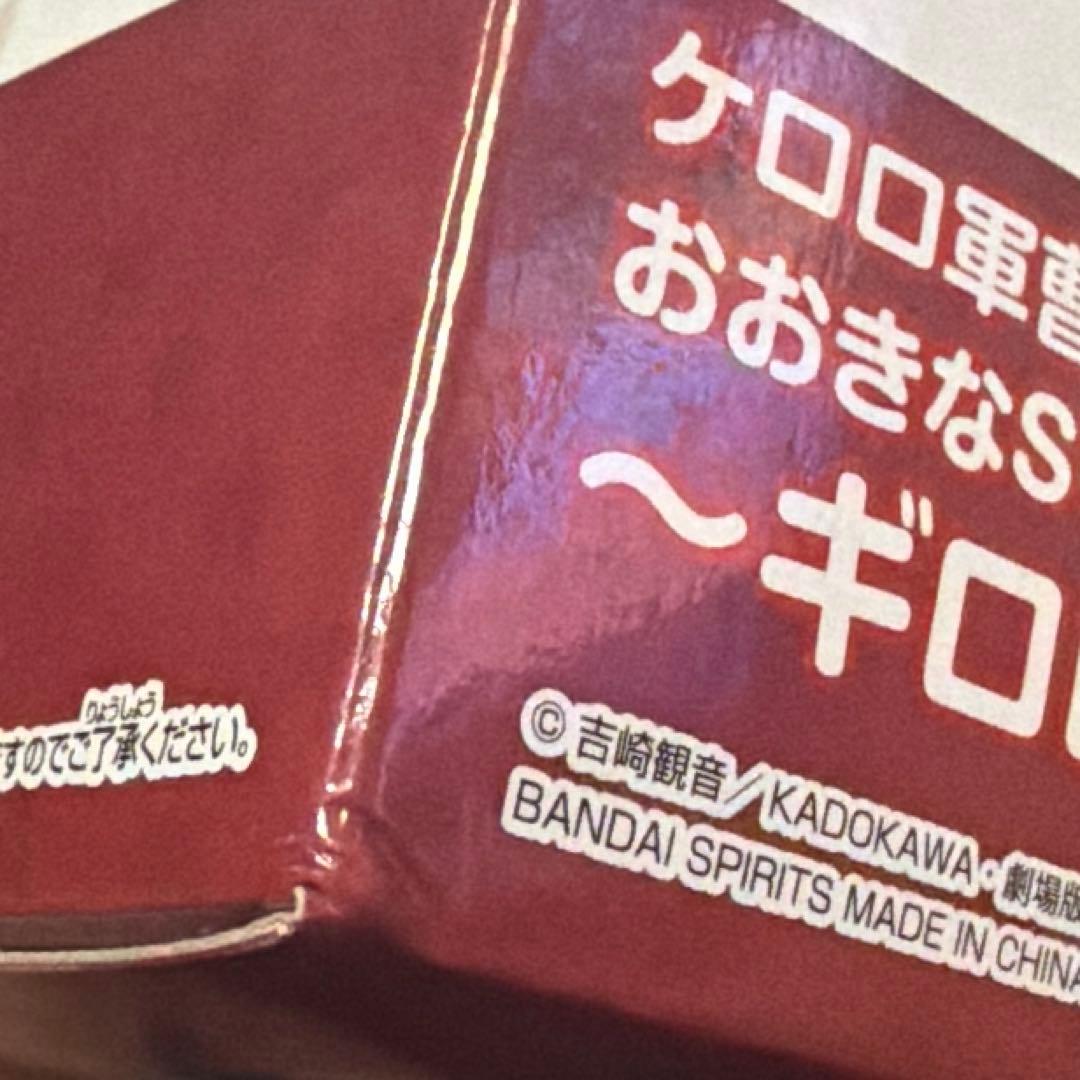 ケロロ軍曹
おおきなS
〜ギロ
りょうしょう
すのでご了承ください。
©吉崎観音／KADOKAWA・劇場版
BANDAI SPIRITS MADE IN CHINA